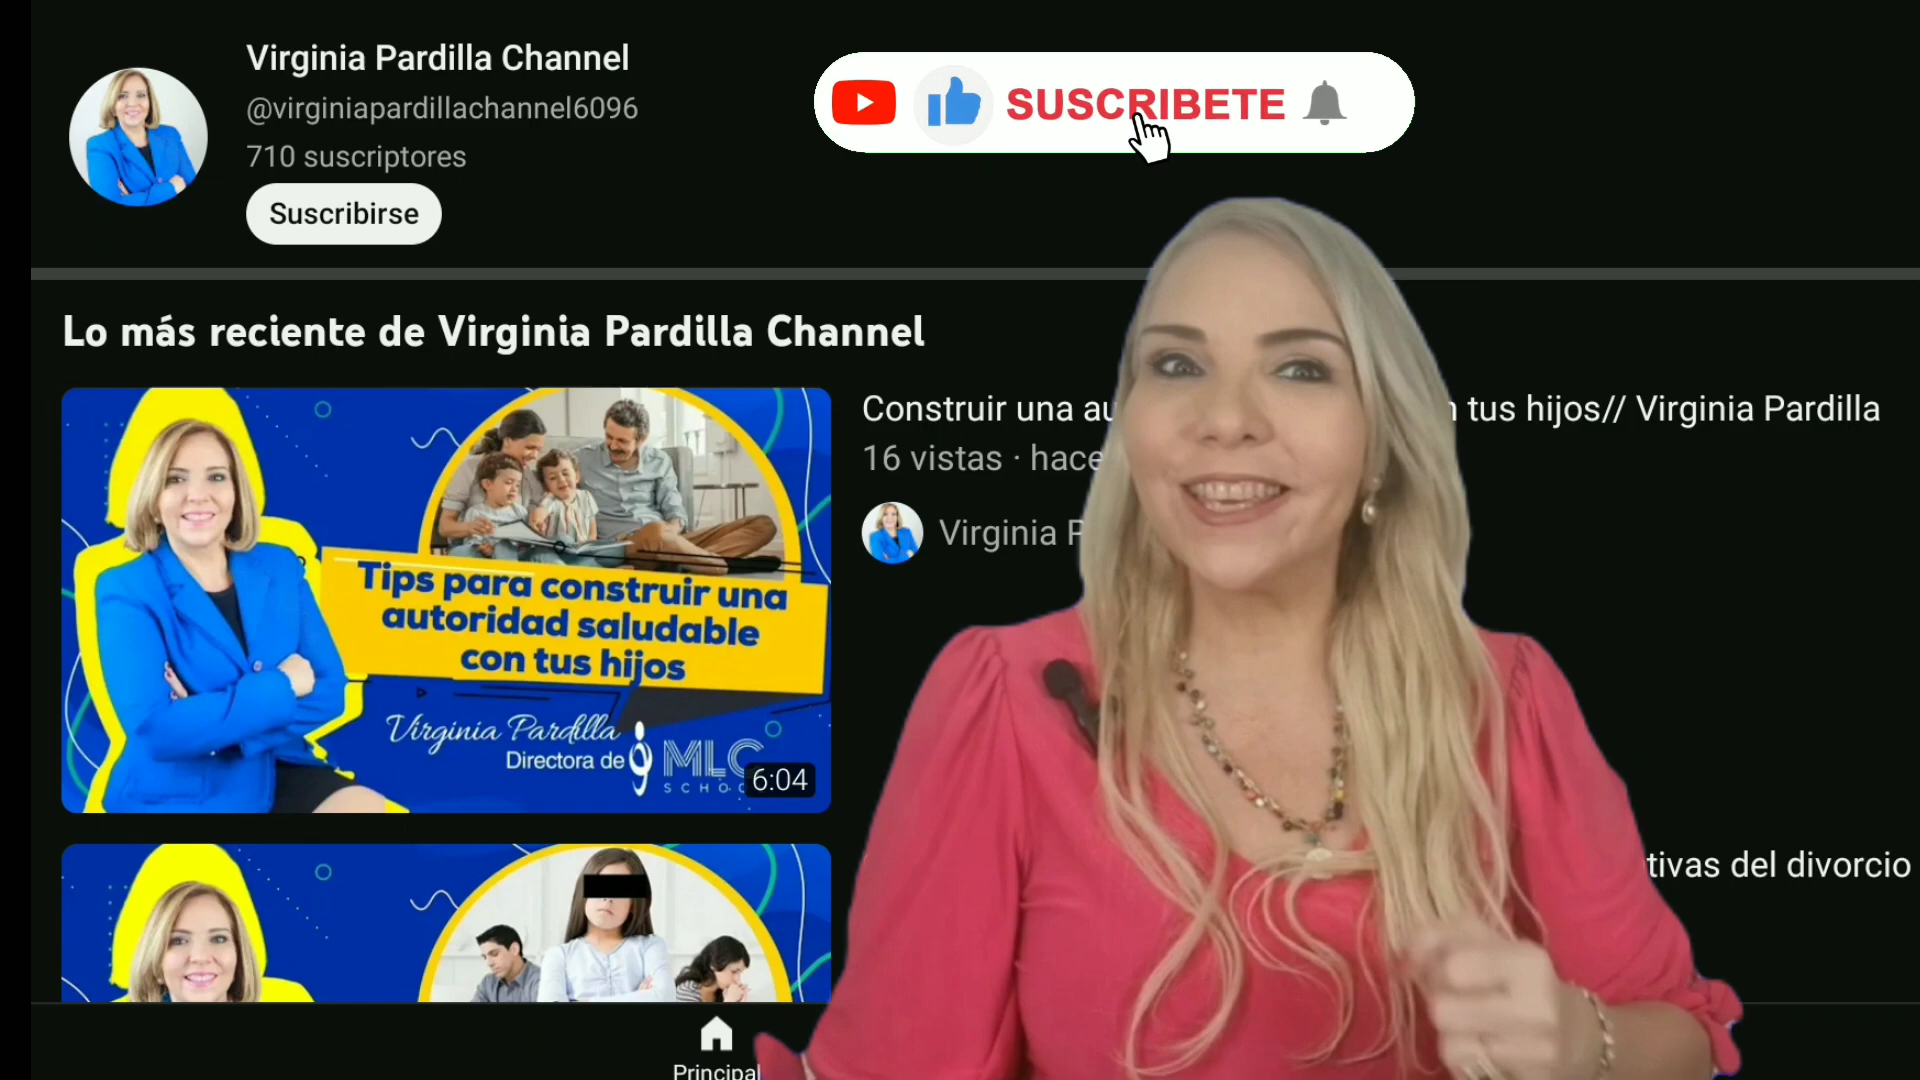 Virginia Pardilla Channel
@virginiapardillachannel6096
710 suscriptores
Suscribirse
SUSCRIBETE
Lo más reciente de Virginia Pardilla Channel
Construir una tus hijos// Virginia Pardilla
16 vistas · hace
Virginia
Tips para construir una
autoridad saludable
con tus hijos
Virginia Pardilla
Directora de
MLC
6:04
del divorcio
Principal